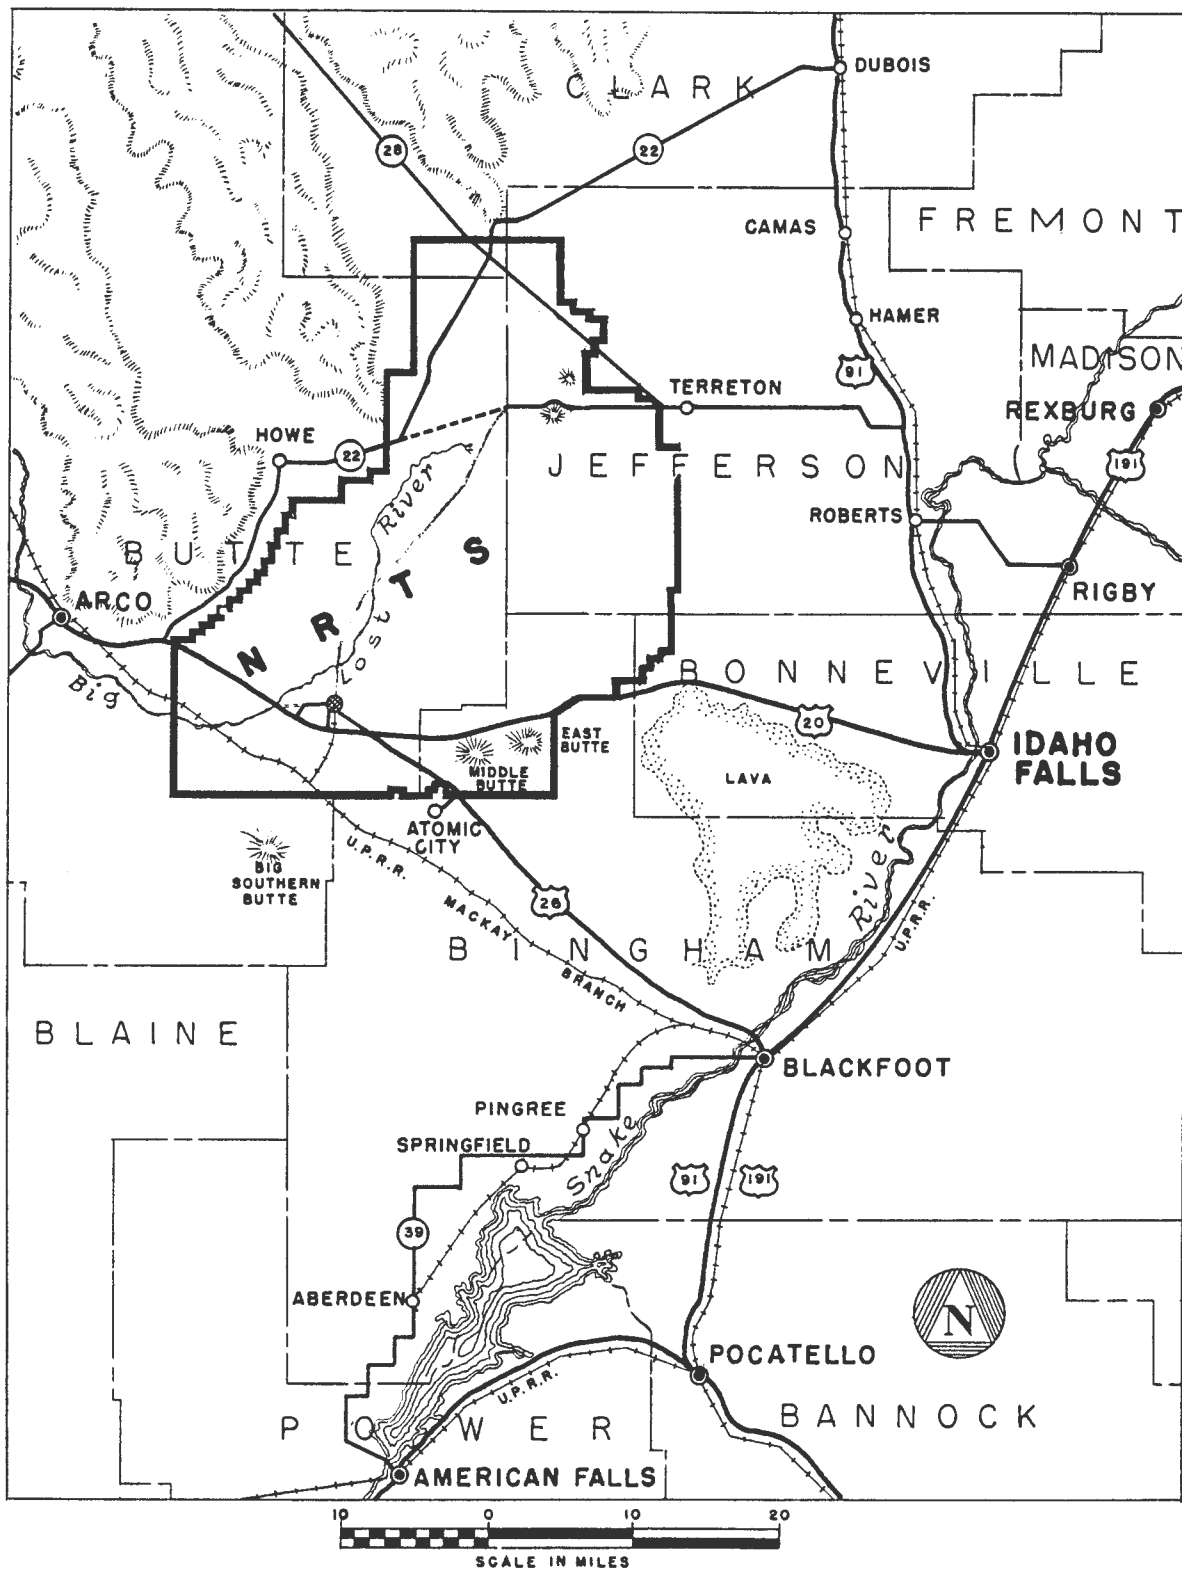 DUBOIS
CLARK
28
22
CAMAS
FREMONT
HAMER
MADISON
91
TERRETON
REXBURG
HOWE
22
JEFFERSON
191
River
ROBERTS
BUTTE
S
T
R
N
RIGBY
ARCO
Lost
BONNEVILLE
Big
20
EAST
BUTTE
IDAHO
FALLS
MIDDLE
BUTTE
LAVA
ATOMIC
CITY
U.P.R.R.
BIG
SOUTHERN
BUTTE
River
MACKAY
26
U.P.R.R.
BINGHAM
BRANCH
BLAINE
BLACKFOOT
PINGREE
SPRINGFIELD
Snake
91
191
39
ABERDEEN
N
POCATELLO
U.P.R.R.
POWER
BANNOCK
AMERICAN FALLS
10 0 10 20
SCALE IN MILES